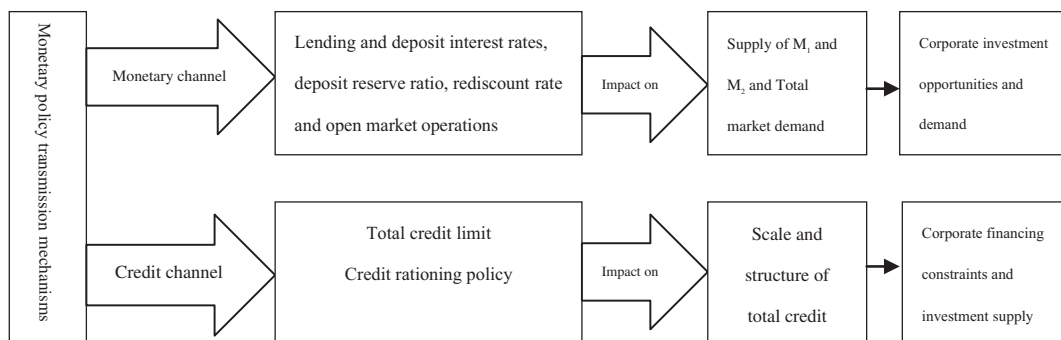 Monetary policy transmission mechanisms
Monetary channel
Lending and deposit interest rates,
deposit reserve ratio, rediscount rate
and open market operations
Impact on
Supply of M₁ and
M₂ and Total
market demand
Corporate investment
opportunities and
demand
Credit channel
Total credit limit
Credit rationing policy
Impact on
Scale and
structure of
total credit
Corporate financing
constraints and
investment supply